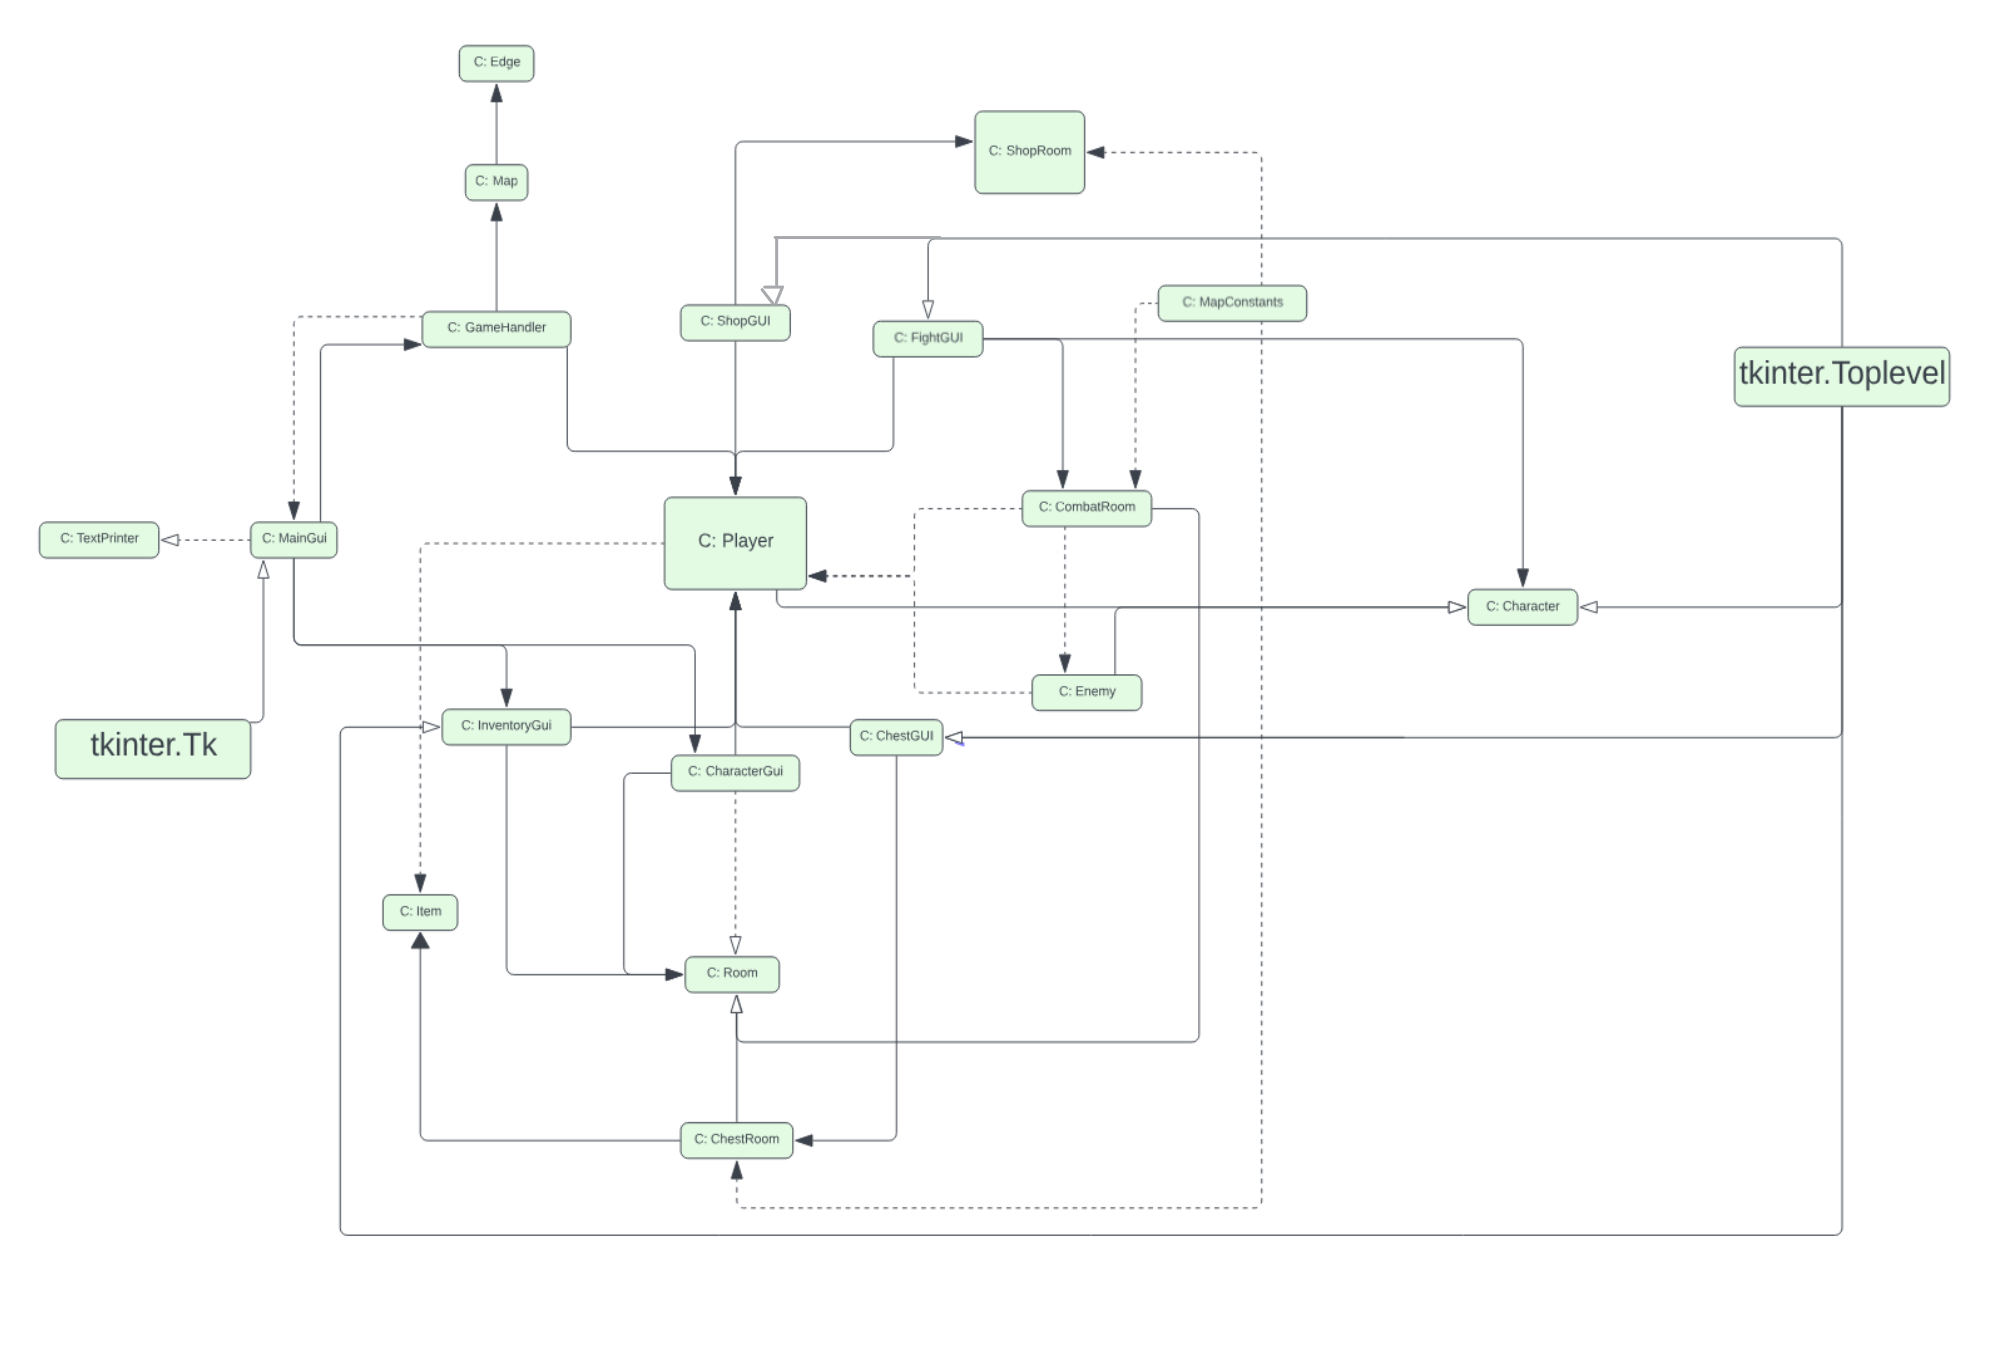 C: Edge
C: ShopRoom
C: Map
C: MapConstants
C: GameHandler
C: ShopGUI
C: FightGUI
tkinter.Toplevel
C: CombatRoom
C: TextPrinter
C: MainGui
C: Player
C: Character
C: Enemy
C: InventoryGui
C: ChestGUI
tkinter.Tk
C: CharacterGui
C: Item
C: Room
C: ChestRoom